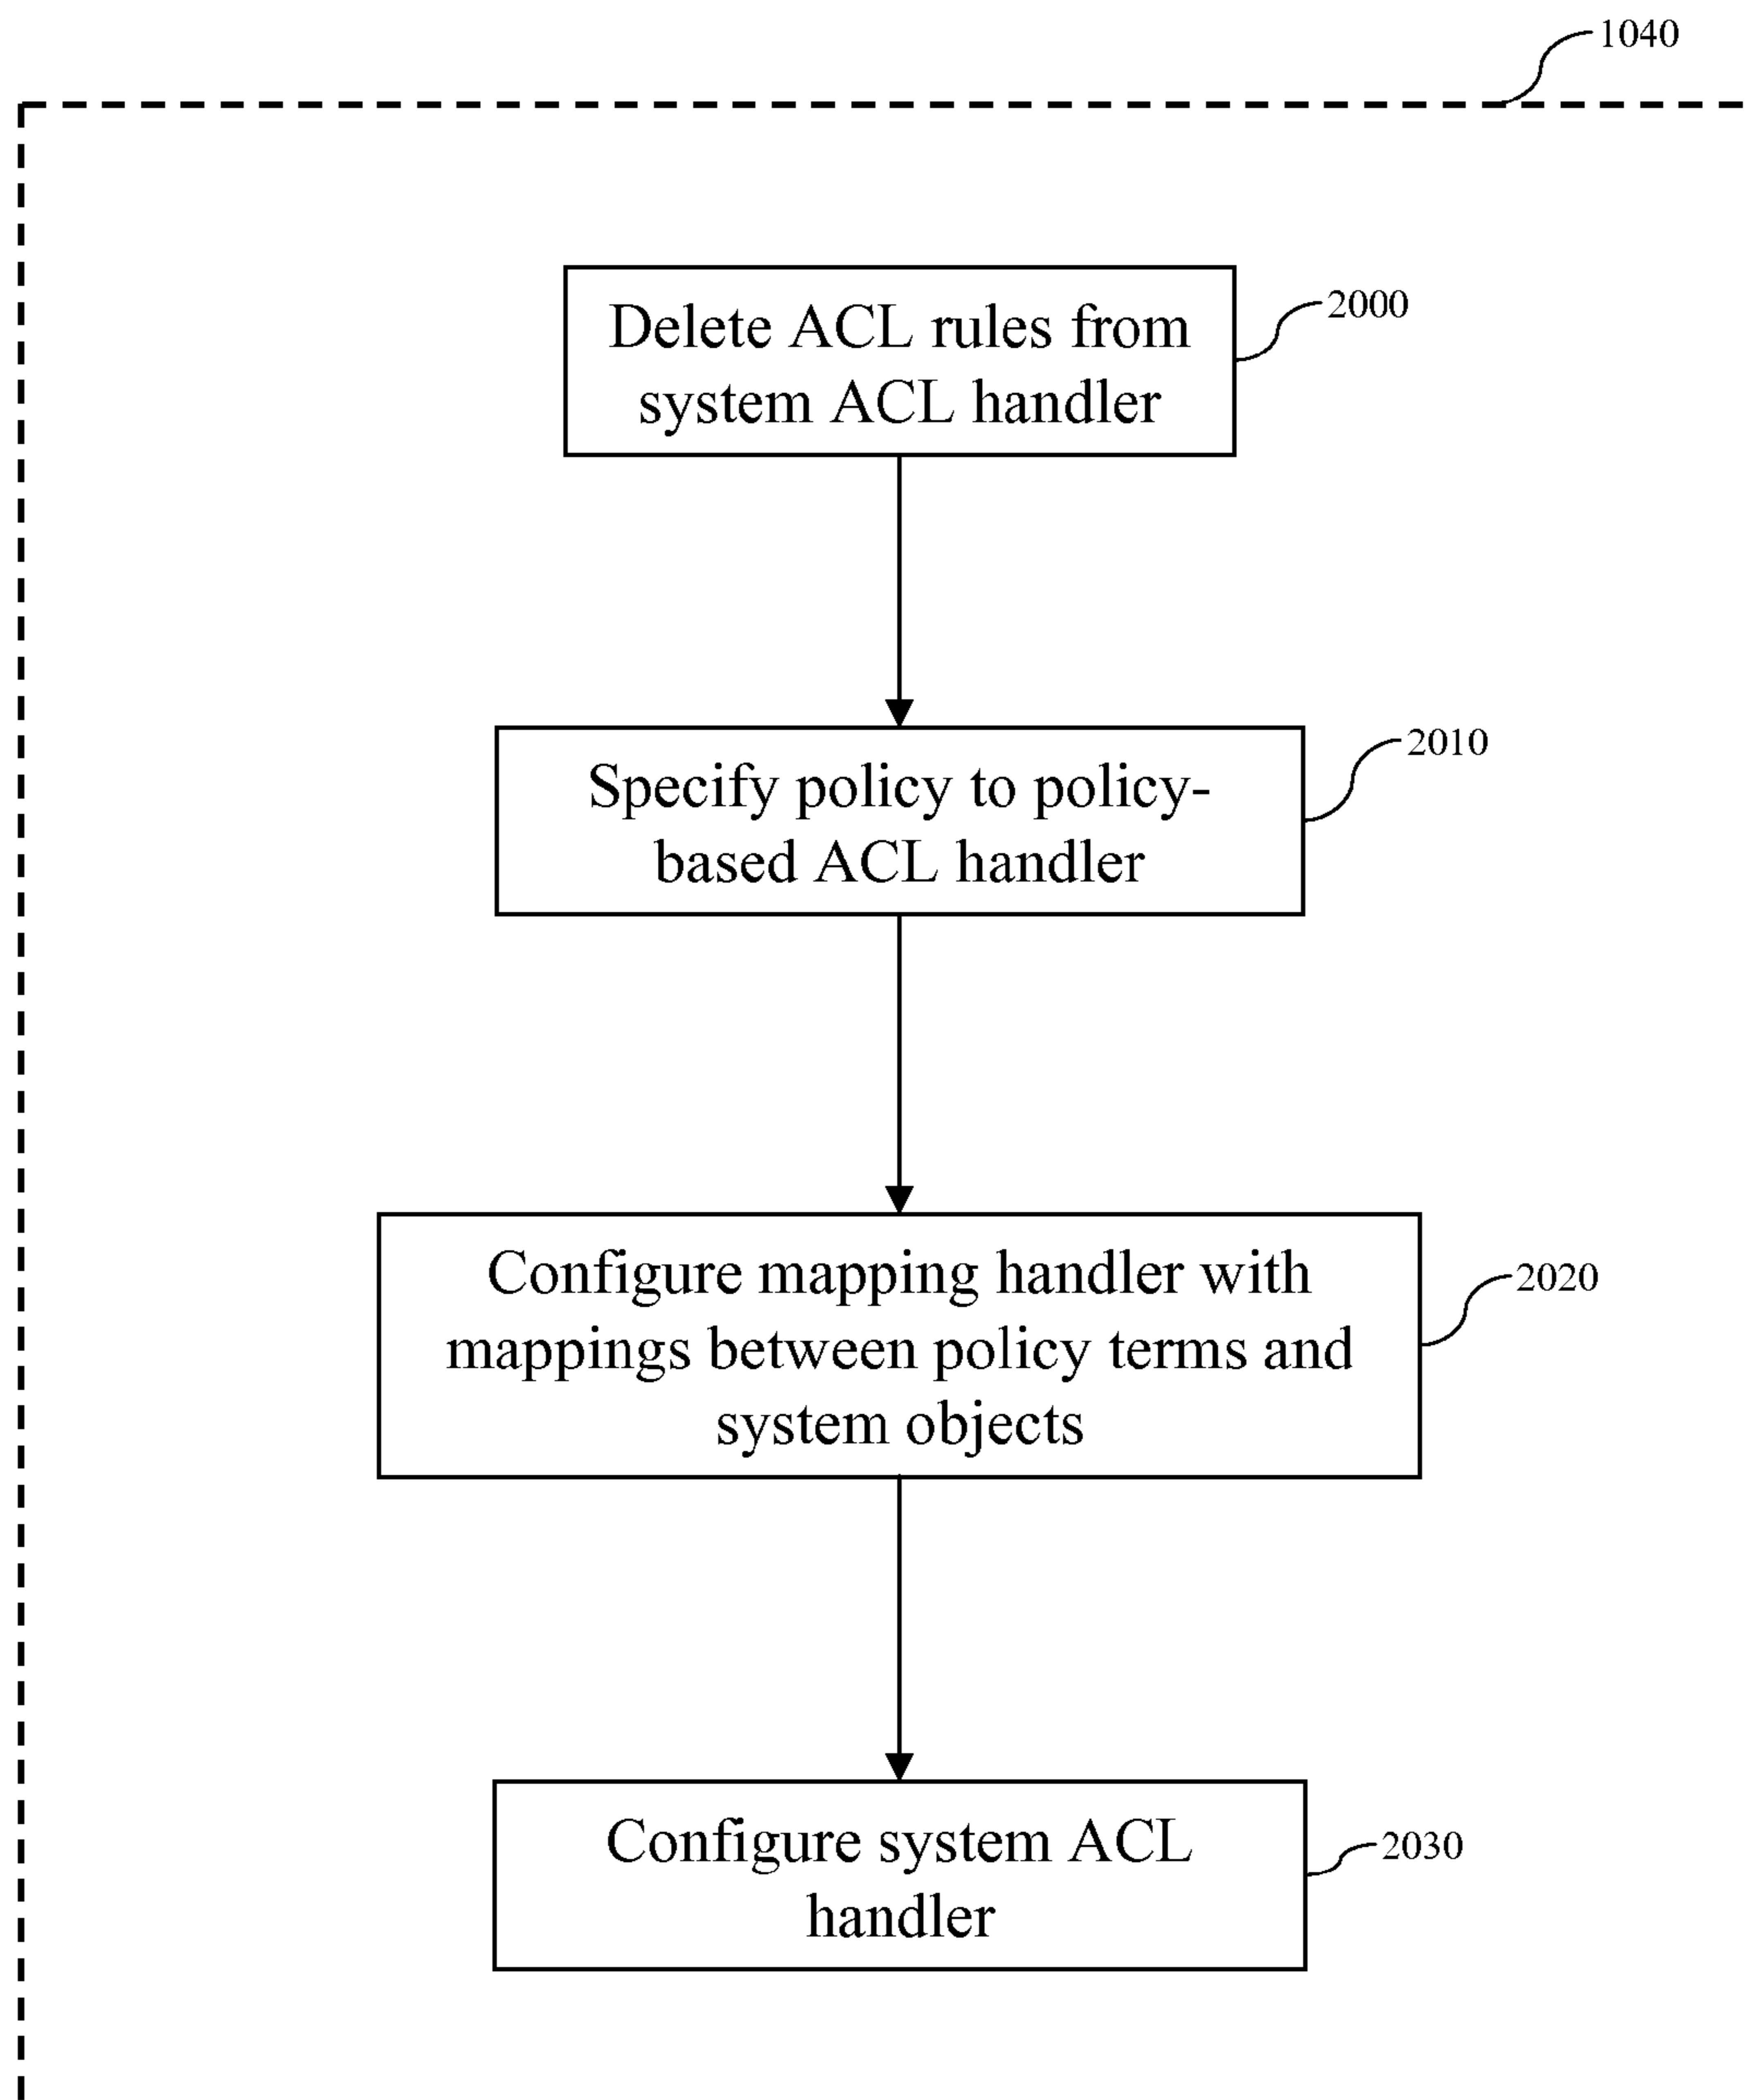 1040
Delete ACL rules from
system ACL handler
2000
Specify policy to policy-
based ACL handler
2010
Configure mapping handler with
mappings between policy terms and
system objects
2020
Configure system ACL
handler
2030